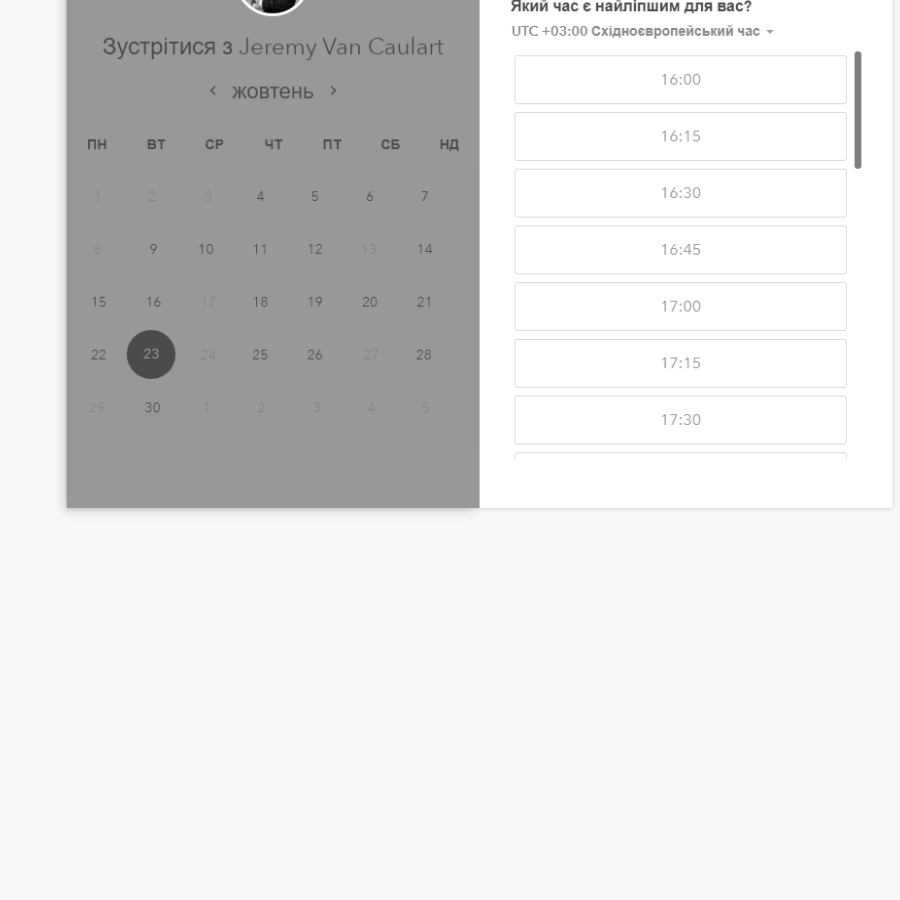 Зустрітися з Jeremy Van Caulart
жовтень
ПН ВТ СР ЧТ ПТ СБ НД
1 2 3 4 5 6 7
8 9 10 11 12 13 14
15 16 17 18 19 20 21
22 23 24 25 26 27 28
29 30 1 2 3 4 5
Який час є найліпшим для вас?
UTC +03:00 Східноєвропейський час
16:00
16:15
16:30
16:45
17:00
17:15
17:30